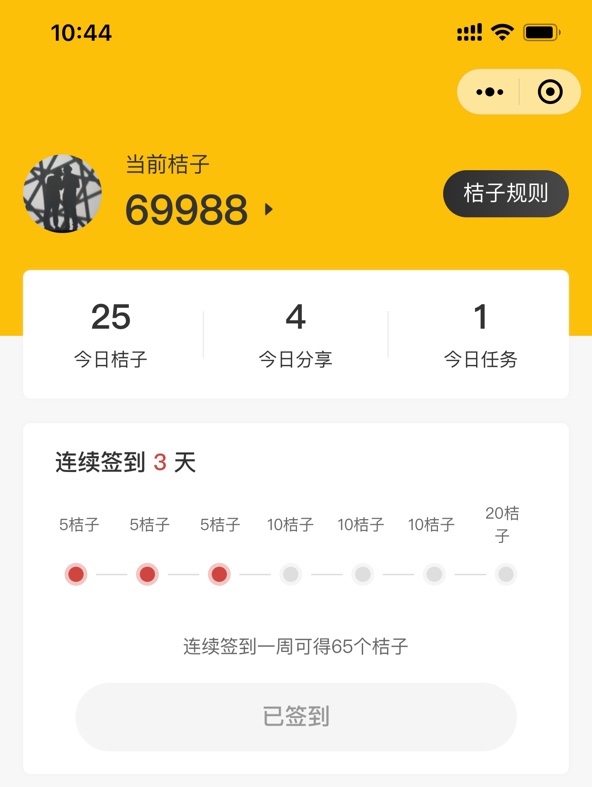 10:44
当前桔子
69988
桔子规则
25
4
1
今日桔子
今日分享
今日任务
连续签到 3 天
5桔子
5桔子
5桔子
10桔子
10桔子
10桔子
20桔
子
连续签到一周可得65个桔子
已签到